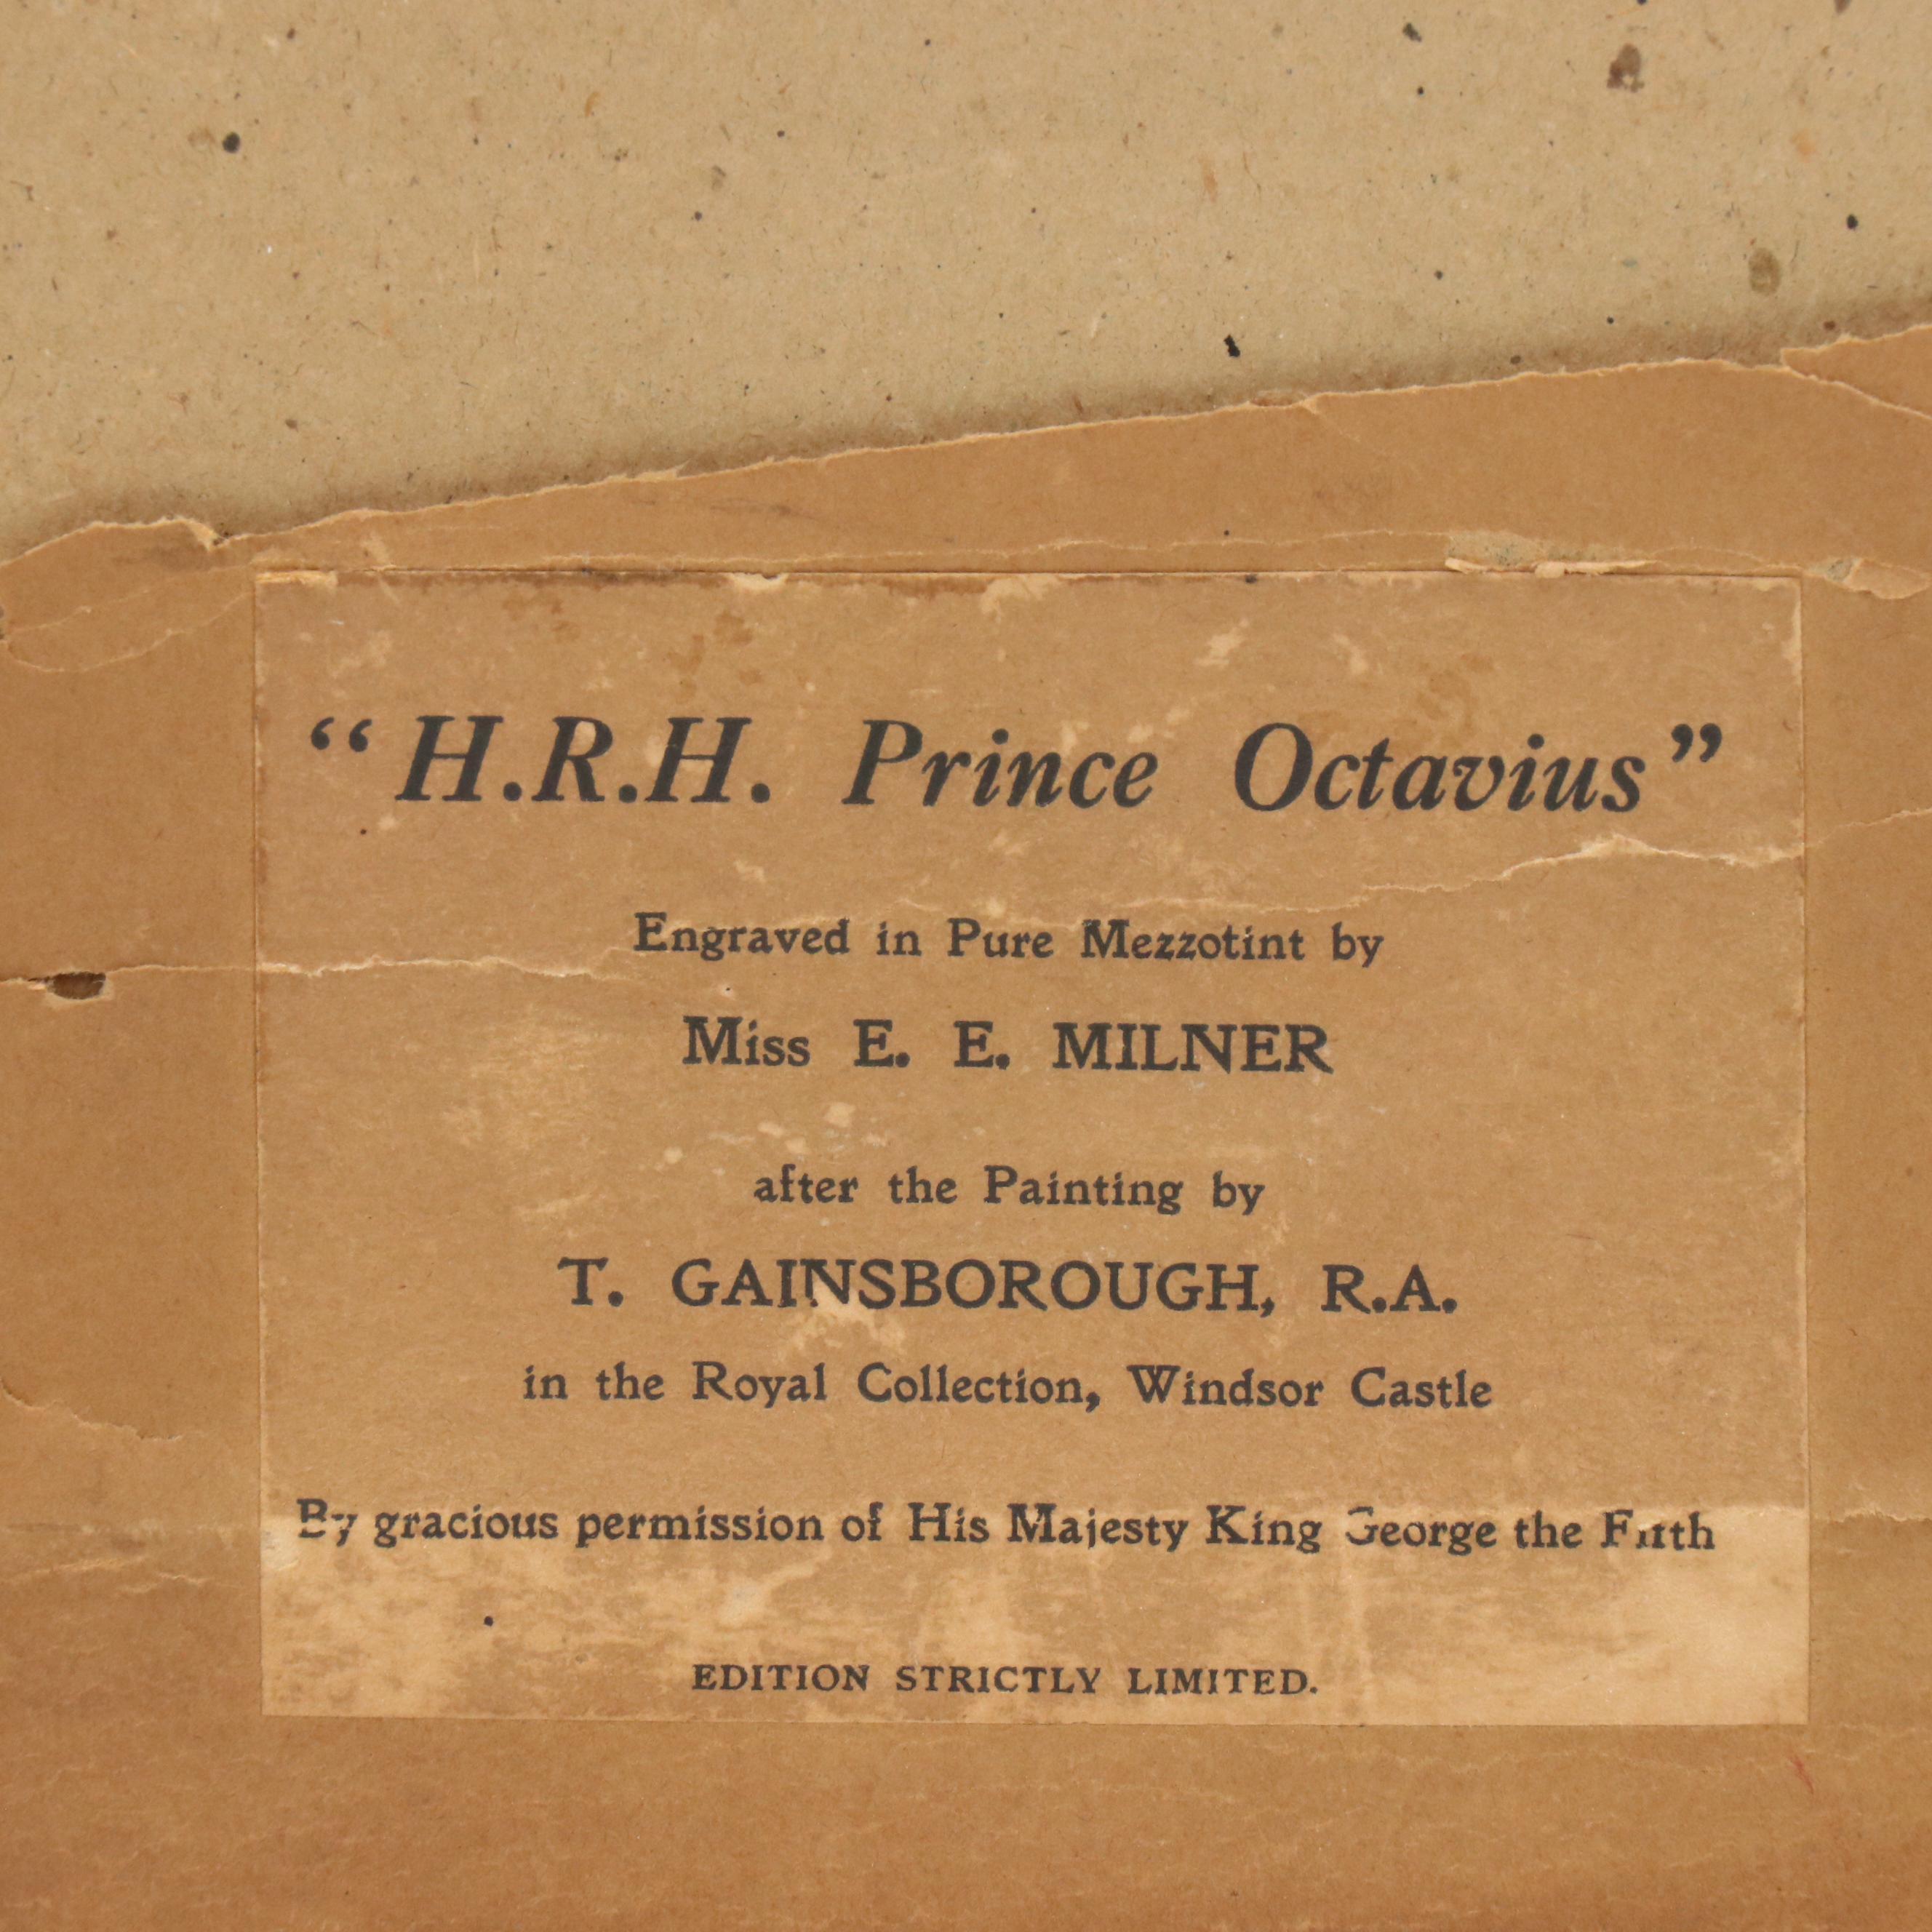 “H.R.H. Prince Octavius”
Engraved in Pure Mezzotint by
Miss E. E. MILNER
after the Painting by
T. GAINSBOROUGH, R.A.
in the Royal Collection, Windsor Castle
By gracious permission of His Majesty King George the Fifth
EDITION STRICTLY LIMITED.